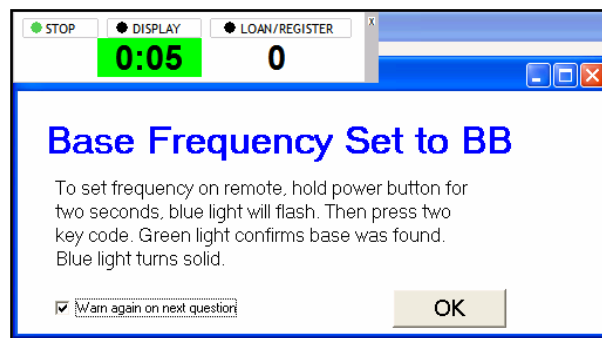 STOP DISPLAY LOAN/REGISTER X
0:05 0
Base Frequency Set to BB
To set frequency on remote, hold power button for
two seconds, blue light will flash. Then press two
key code. Green light confirms base was found.
Blue light turns solid.
Warn again on next question OK